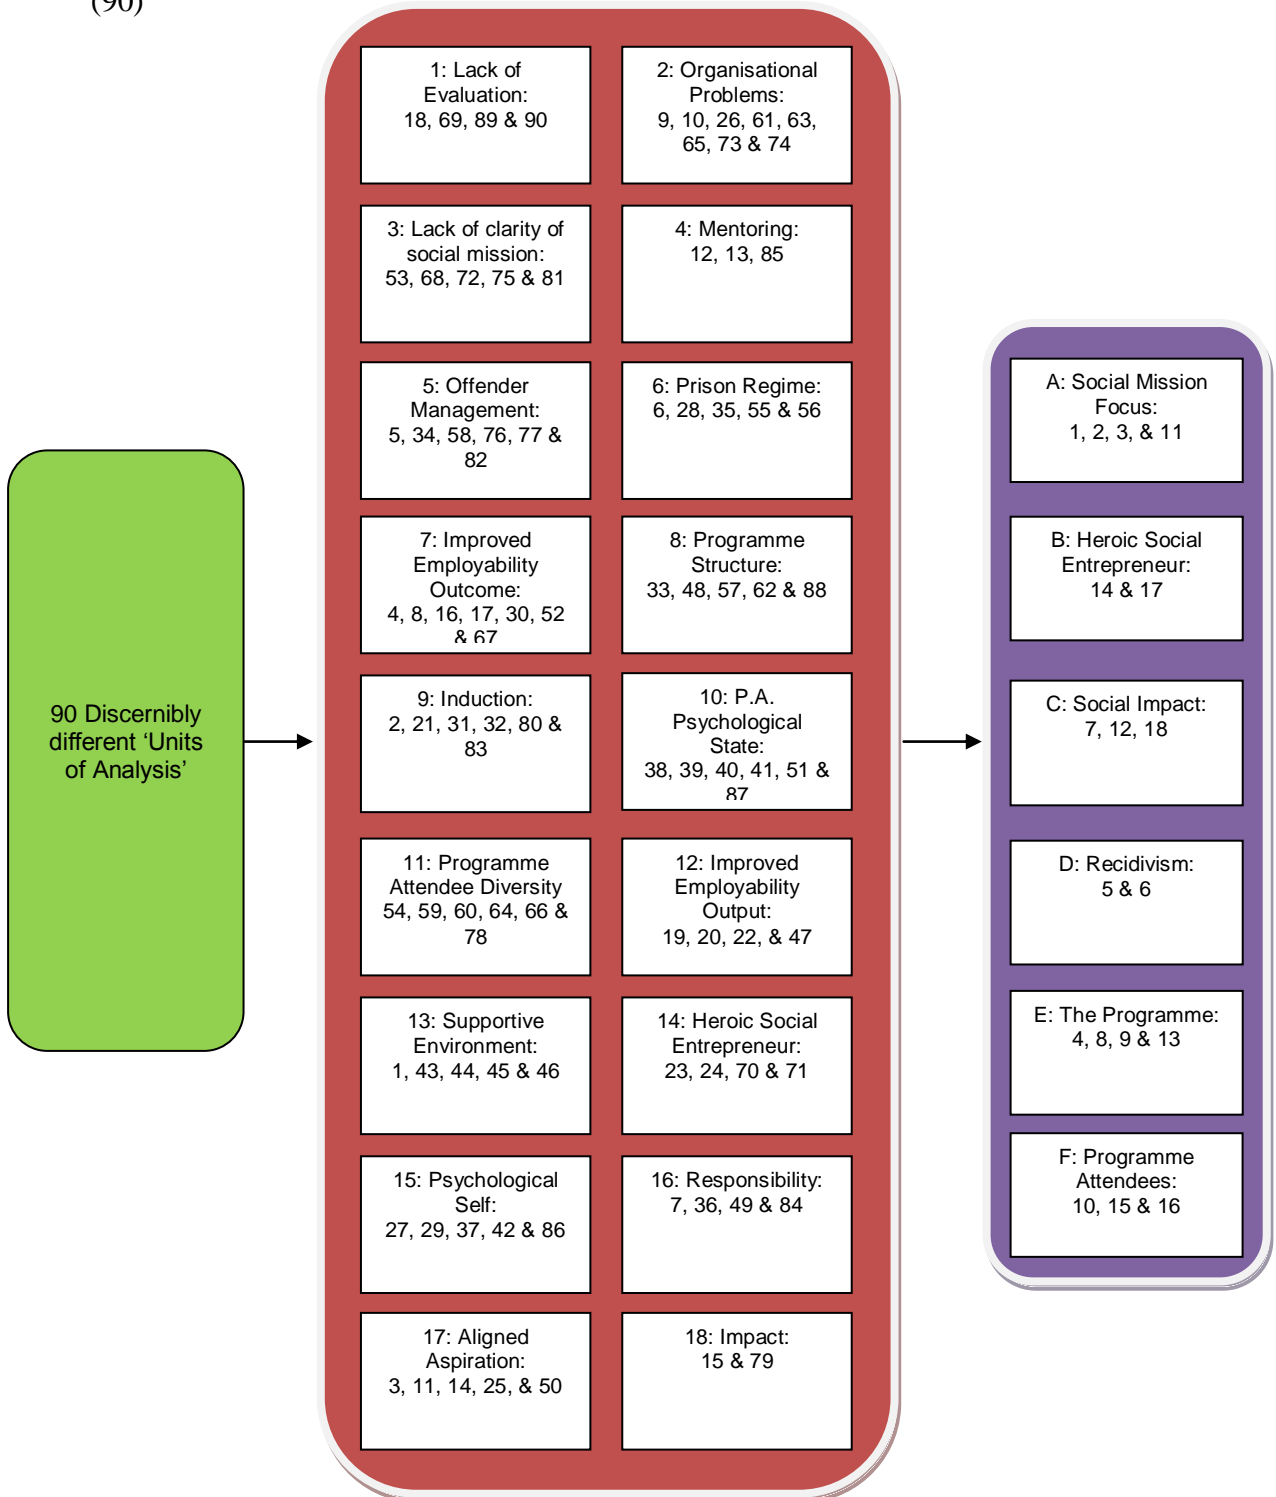 (90)
1: Lack of
Evaluation:
18, 69, 89 & 90
2: Organisational
Problems:
9, 10, 26, 61, 63,
65, 73 & 74
3: Lack of clarity of
social mission:
53, 68, 72, 75 & 81
4: Mentoring:
12, 13, 85
5: Offender
Management:
5, 34, 58, 76, 77 &
82
6: Prison Regime:
6, 28, 35, 55 & 56
7: Improved
Employability
Outcome:
4, 8, 16, 17, 30, 52
& 67
8: Programme
Structure:
33, 48, 57, 62 & 88
9: Induction:
2, 21, 31, 32, 80 &
83
10: P.A.
Psychological
State:
38, 39, 40, 41, 51 &
87
11: Programme
Attendee Diversity
54, 59, 60, 64, 66 &
78
12: Improved
Employability
Output:
19, 20, 22, & 47
13: Supportive
Environment:
1, 43, 44, 45 & 46
14: Heroic Social
Entrepreneur:
23, 24, 70 & 71
15: Psychological
Self:
27, 29, 37, 42 & 86
16: Responsibility:
7, 36, 49 & 84
17: Aligned
Aspiration:
3, 11, 14, 25, & 50
18: Impact:
15 & 79
90 Discernibly
different ‘Units
of Analysis’
A: Social Mission
Focus:
1, 2, 3, & 11
B: Heroic Social
Entrepreneur:
14 & 17
C: Social Impact:
7, 12, 18
D: Recidivism:
5 & 6
E: The Programme:
4, 8, 9 & 13
F: Programme
Attendees:
10, 15 & 16